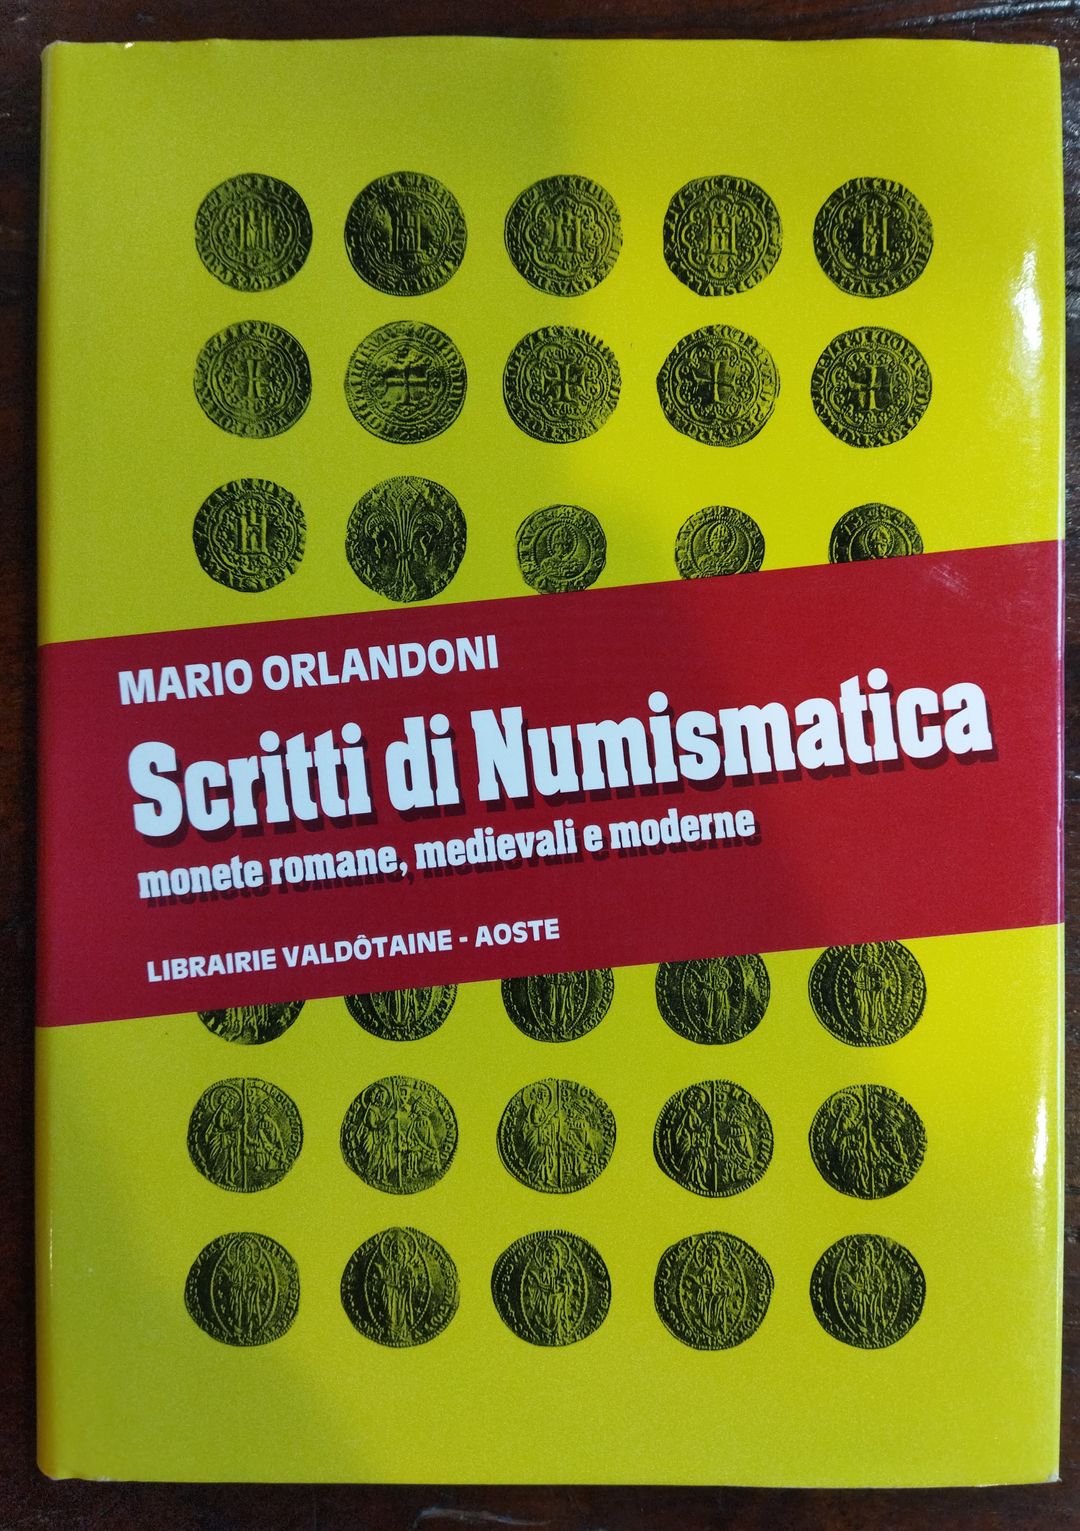 MARIO ORLANDONI
Scritti di Numismatica
monete romane, medievali e moderne
LIBRAIRIE VALDÔTAINE - AOSTE